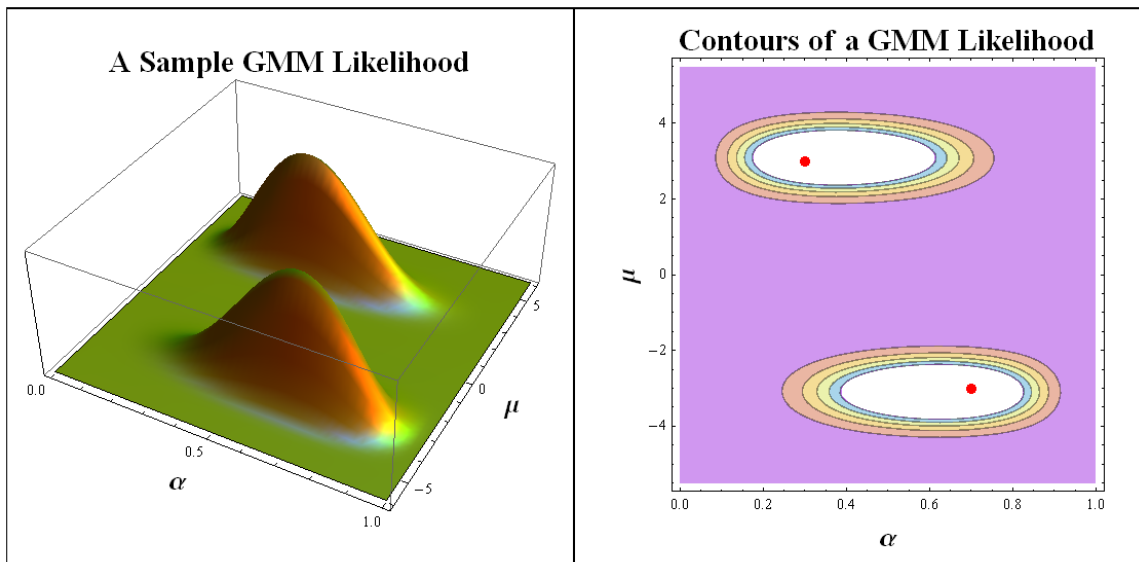 A Sample GMM Likelihood
0.0
0.5
1.0
α
−5
0
5
μ
Contours of a GMM Likelihood
4
2
0
−2
−4
μ
0.0 0.2 0.4 0.6 0.8 1.0
α